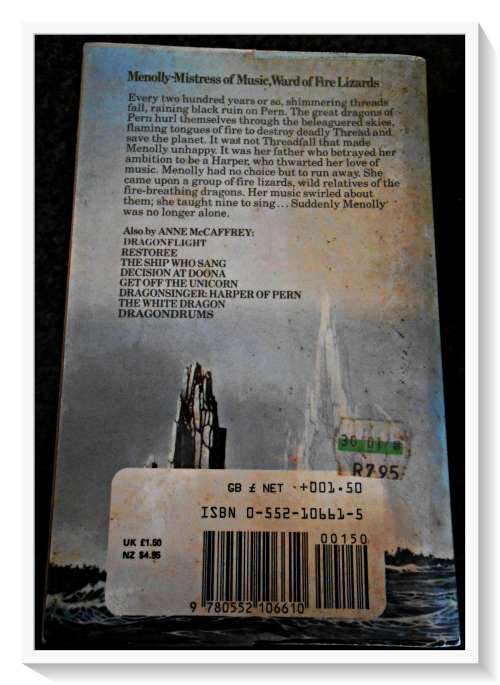 Menolly-Mistress of Music, Ward of Fire Lizards
Every two hundred years or so, shimmering threads
fall, raining black ruin on Pern. The great dragons of
Pern hurl themselves through the beleaguered skies,
flaming tongues of fire to destroy deadly Thread and
save the planet. It was not Threadfall that made
Menolly unhappy. It was her father who betrayed her
ambition to be a Harper, who thwarted her love of
music. Menolly had no choice but to run away. She
came upon a group of fire lizards, wild relatives of the
fire-breathing dragons. Her music swirled about
them; she taught nine to sing... Suddenly Menolly
was no longer alone.
Also by ANNE McCAFFREY:
DRAGONFLIGHT
RESTOREE
THE SHIP WHO SANG
DECISION AT DOONA
GET OFF THE UNICORN
DRAGONSINGER: HARPER OF PERN
THE WHITE DRAGON
DRAGONDRUMS
30 01
R7.95
GB £ NET +001.50
ISBN 0-552-10661-5
UK £1.50
NZ $4.95
00150
9 780552 106610